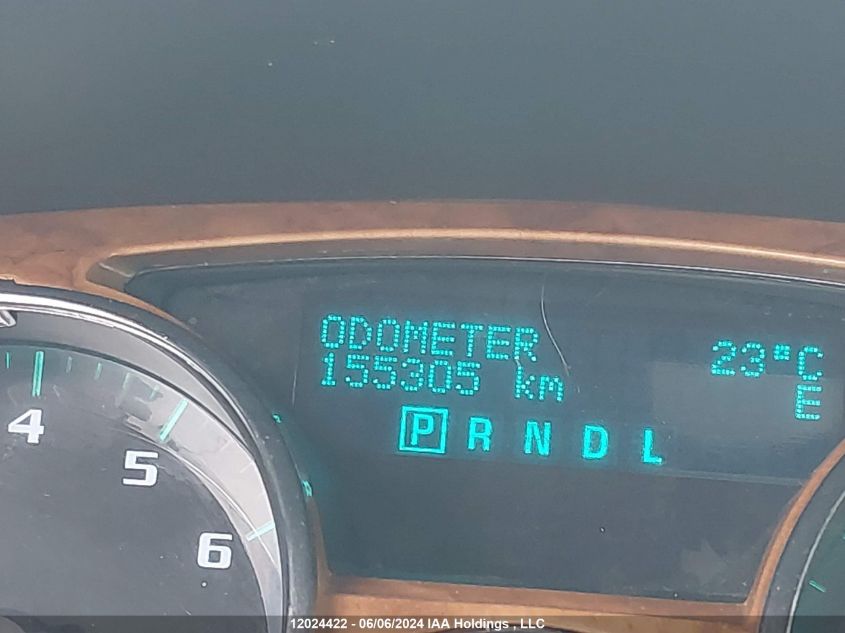 ODOMETER
155305 km
23°C
E
P R N D L
4
5
6
12024422 - 06/06/2024 IAA Holdings , LLC